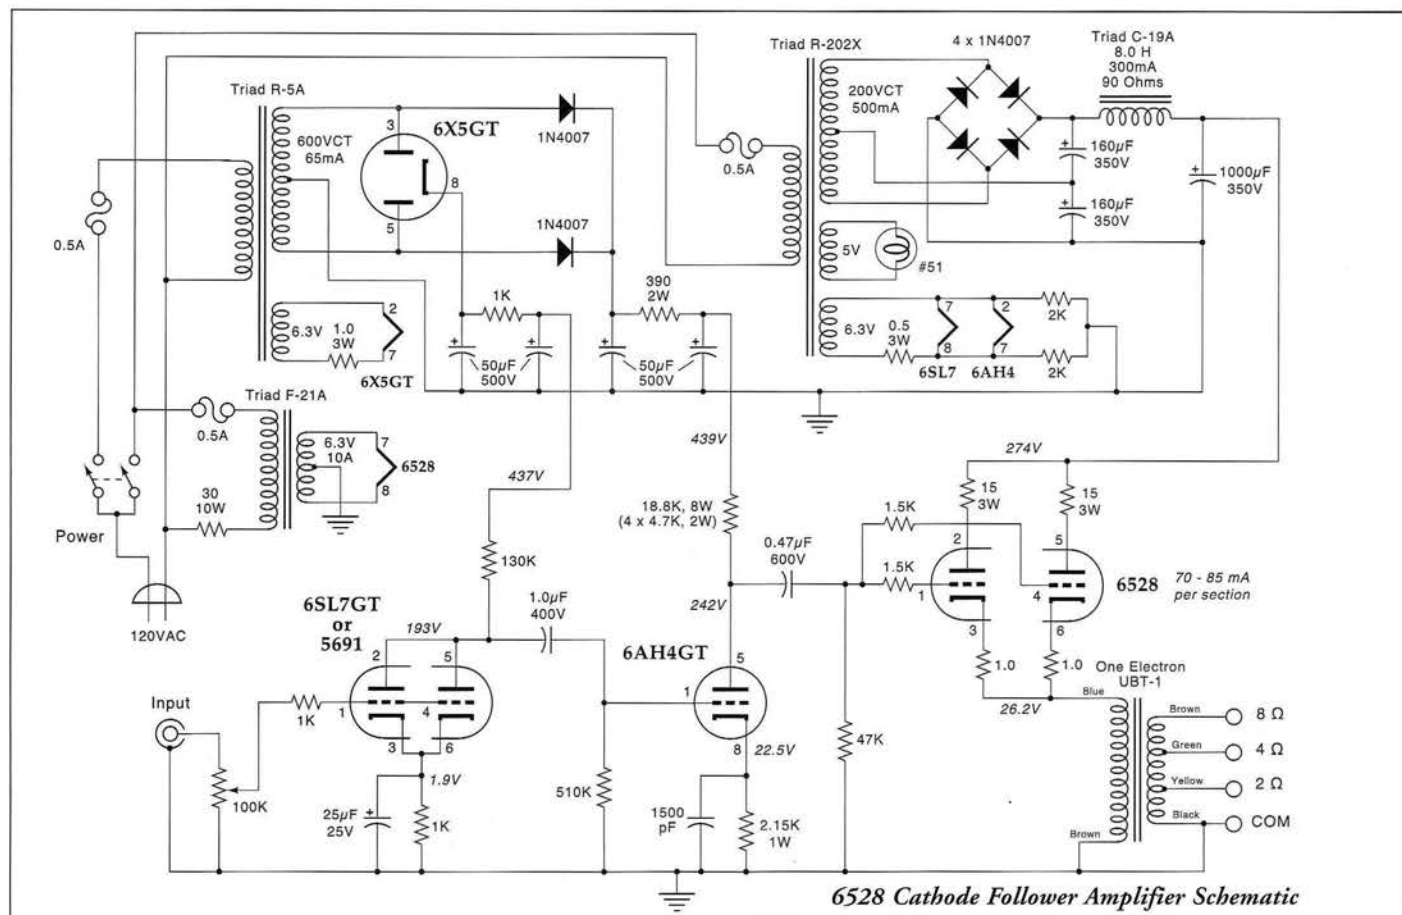 Triad R-5A
600VCT
65mA
3
6X5GT
8
5
1N4007
1N4007
0.5A
6.3V
1.0
3W
2
7
6X5GT
1K
50µF
500V
390
2W
50µF
500V
Triad R-202X
200VCT
500mA
0.5A
4 x 1N4007
Triad C-19A
8.0 H
300mA
90 Ohms
+
160µF
350V
+
160µF
350V
+
1000µF
350V
5V
#51
6.3V
0.5
3W
7
8
6SL7
2
7
6AH4
2K
2K
+
+
+
+
Triad F-21A
0.5A
6.3V
10A
7
8
6528
30
10W
Power
120VAC
437V
130K
439V
18.8K, 8W
(4 x 4.7K, 2W)
274V
15
3W
15
3W
1.5K
1.5K
0.47µF
600V
2
1
3
5
4
6
6528
70 - 85 mA
per section
1.0
1.0
26.2V
6SL7GT
or
5691
193V
1.0µF
400V
2
5
1
4
3
6
242V
6AH4GT
5
1
8
22.5V
Input
1K
100K
1.9V
+
25µF
25V
1K
510K
1500
pF
2.15K
1W
47K
One Electron
UBT-1
Blue
Brown
Brown
8 Ω
Green
4 Ω
Yellow
2 Ω
Black
COM
6528 Cathode Follower Amplifier Schematic